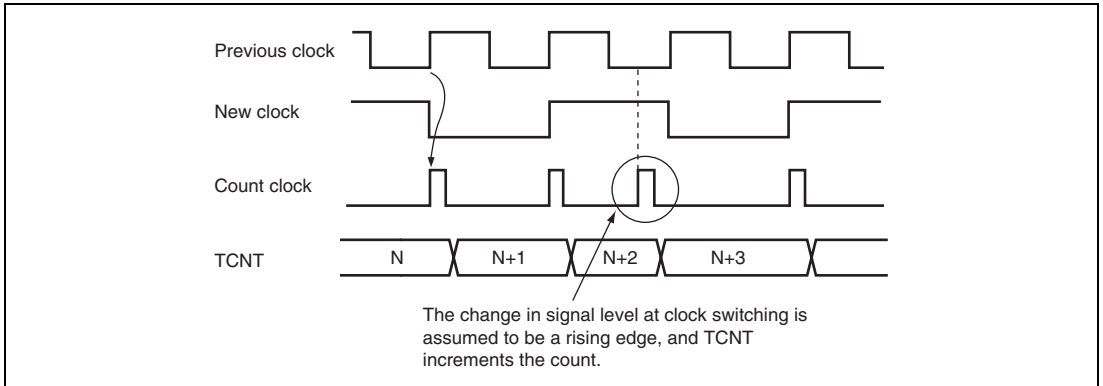 Previous clock
New clock
Count clock
TCNT N N+1 N+2 N+3
The change in signal level at clock switching is
assumed to be a rising edge, and TCNT
increments the count.